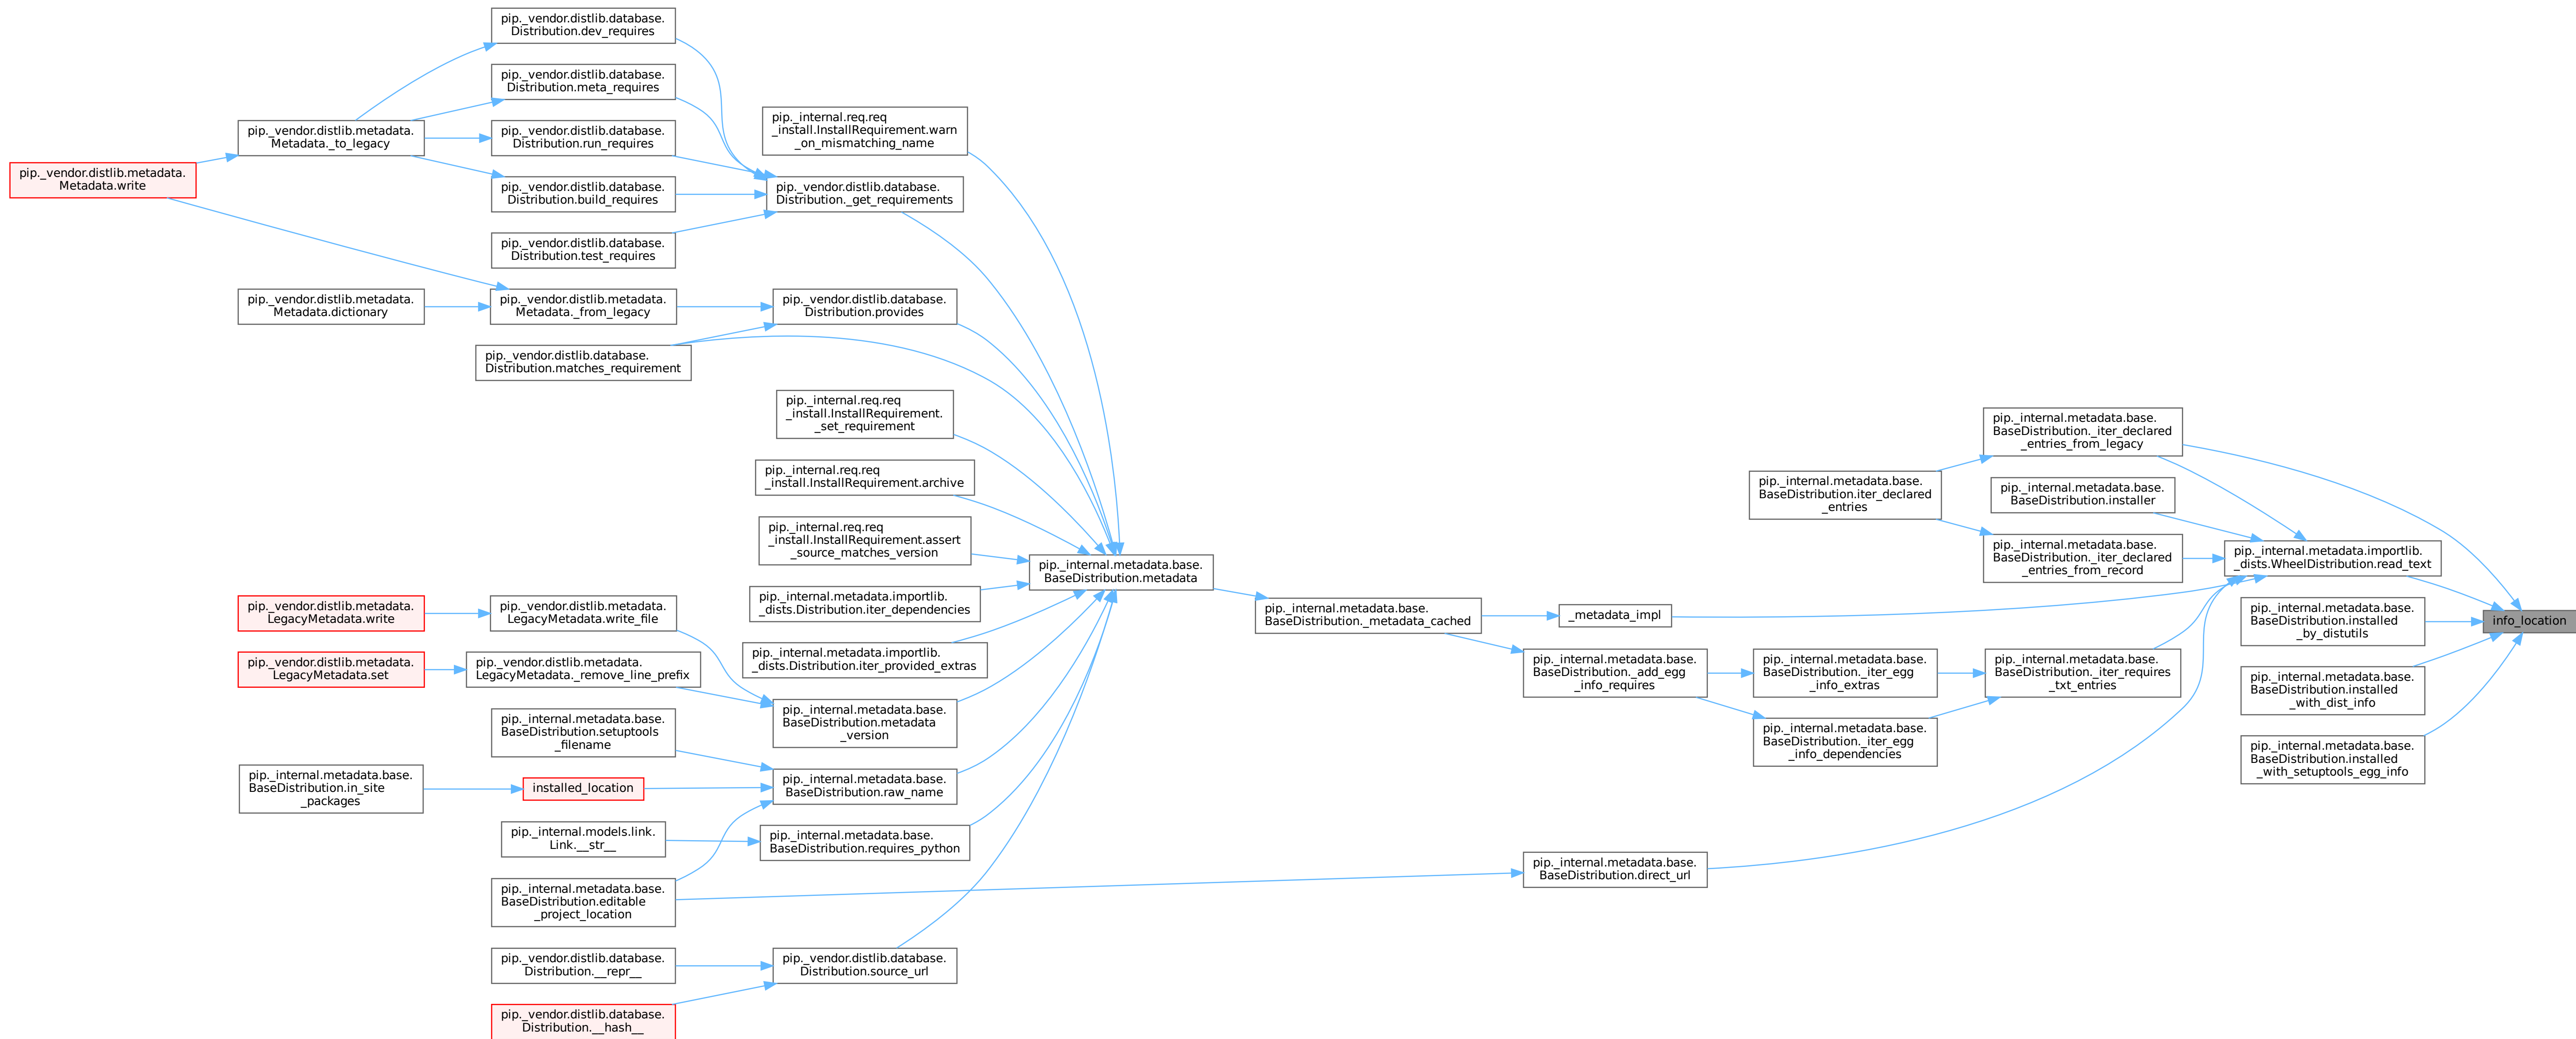 pip._vendor.distlib.database.
Distribution.dev_requires
pip._vendor.distlib.database.
Distribution.meta_requires
pip._internal.req.req
_install.InstallRequirement.warn
_on_mismatching_name
pip._vendor.distlib.metadata.
Metadata._to_legacy
pip._vendor.distlib.database.
Distribution.run_requires
pip._vendor.distlib.metadata.
Metadata.write
pip._vendor.distlib.database.
Distribution.build_requires
pip._vendor.distlib.database.
Distribution._get_requirements
pip._vendor.distlib.database.
Distribution.test_requires
pip._vendor.distlib.metadata.
Metadata.dictionary
pip._vendor.distlib.metadata.
Metadata._from_legacy
pip._vendor.distlib.database.
Distribution.provides
pip._vendor.distlib.database.
Distribution.matches_requirement
pip._internal.req.req
_install.InstallRequirement.
_set_requirement
pip._internal.req.req
_install.InstallRequirement.archive
pip._internal.req.req
_install.InstallRequirement.assert
_source_matches_version
pip._internal.metadata.base.
BaseDistribution.metadata
pip._internal.metadata.importlib.
_dists.Distribution.iter_dependencies
pip._internal.metadata.importlib.
_dists.Distribution.iter_provided_extras
pip._vendor.distlib.metadata.
LegacyMetadata.write
pip._vendor.distlib.metadata.
LegacyMetadata.write_file
pip._vendor.distlib.metadata.
LegacyMetadata.set
pip._vendor.distlib.metadata.
LegacyMetadata._remove_line_prefix
pip._internal.metadata.base.
BaseDistribution.metadata
_version
pip._internal.metadata.base.
BaseDistribution.setuptools
_filename
pip._internal.metadata.base.
BaseDistribution.in_site
_packages
installed_location
pip._internal.metadata.base.
BaseDistribution.raw_name
pip._internal.models.link.
Link.__str__
pip._internal.metadata.base.
BaseDistribution.requires_python
pip._internal.metadata.base.
BaseDistribution.editable
_project_location
pip._vendor.distlib.database.
Distribution.__repr__
pip._vendor.distlib.database.
Distribution.source_url
pip._vendor.distlib.database.
Distribution.__hash__
pip._internal.metadata.base.
BaseDistribution._metadata_cached
_metadata_impl
pip._internal.metadata.base.
BaseDistribution._add_egg
_info_requires
pip._internal.metadata.base.
BaseDistribution._iter_egg
_info_extras
pip._internal.metadata.base.
BaseDistribution._iter_egg
_info_dependencies
pip._internal.metadata.base.
BaseDistribution.direct_url
pip._internal.metadata.base.
BaseDistribution.iter_declared
_entries
pip._internal.metadata.base.
BaseDistribution._iter_declared
_entries_from_legacy
pip._internal.metadata.base.
BaseDistribution.installer
pip._internal.metadata.base.
BaseDistribution._iter_declared
_entries_from_record
pip._internal.metadata.base.
BaseDistribution._iter_requires
_txt_entries
pip._internal.metadata.importlib.
_dists.WheelDistribution.read_text
pip._internal.metadata.base.
BaseDistribution.installed
_by_distutils
pip._internal.metadata.base.
BaseDistribution.installed
_with_dist_info
pip._internal.metadata.base.
BaseDistribution.installed
_with_setuptools_egg_info
info_location